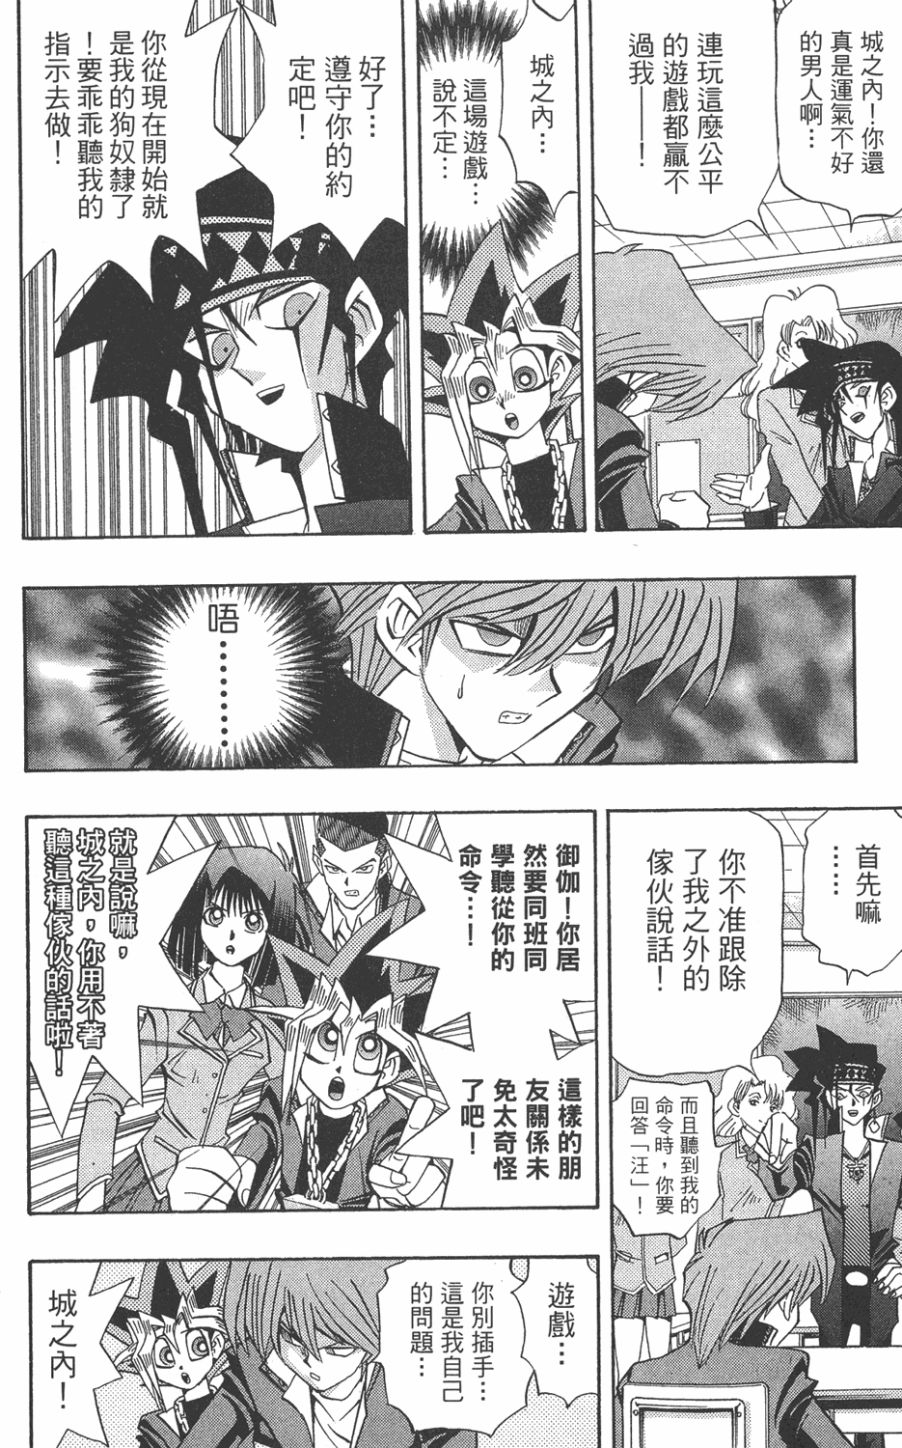 城之內！你還
真是運氣不好
的男人啊…
連玩這麼公平
的遊戲都贏不
過我——！
城之內…
這場遊戲…
說不定…
好了…
遵守你的約
定吧！
你從現在開始就
是我的狗奴隸了
！要乖乖聽我的
指示去做！
唔………
首先嘛
……
你不准跟除
了我之外的
傢伙說話！
而且聽到我的
命令時，你要
回答「汪」！
御伽！你居
然要同班同
學聽從你的
命令…！
這樣的朋
友關係未
免太奇怪
了吧！
就是說嘛，
城之內，你用不著
聽這種傢伙的話啦！
遊戲…
你別插手…
這是我自己
的問題…
城之內！